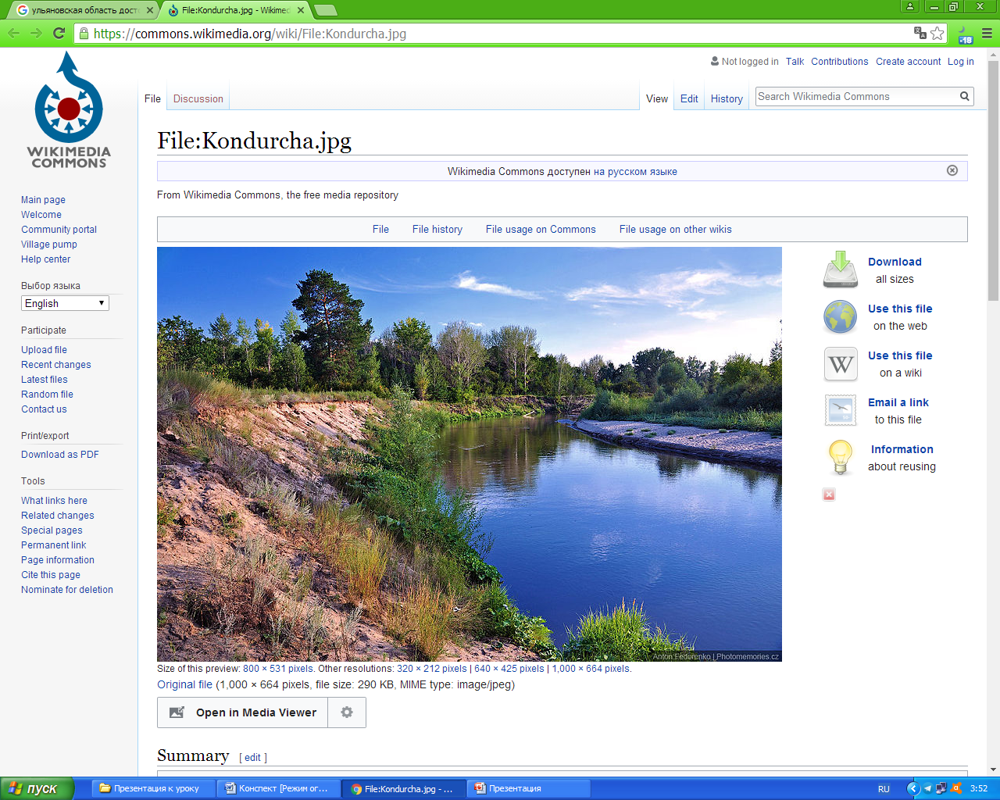 ульяновская область дост
File:Kondurcha.jpg - Wikimed
https://commons.wikimedia.org/wiki/File:Kondurcha.jpg
-18
Not logged in Talk Contributions Create account Log in
File Discussion View Edit History Search Wikimedia Commons
WIKIMEDIA
COMMONS
File:Kondurcha.jpg
Wikimedia Commons доступен на русском языке
From Wikimedia Commons, the free media repository
File File history File usage on Commons File usage on other wikis
Main page
Welcome
Community portal
Village pump
Help center
Выбор языка
English
Participate
Upload file
Recent changes
Latest files
Random file
Contact us
Print/export
Download as PDF
Tools
What links here
Related changes
Special pages
Permanent link
Page information
Cite this page
Nominate for deletion
Download
all sizes
Use this file
on the web
W
Use this file
on a wiki
Email a link
to this file
Information
about reusing
Anton Fedorenko | Photomemories.cz
Size of this preview: 800 × 531 pixels. Other resolutions: 320 × 212 pixels | 640 × 425 pixels | 1,000 × 664 pixels.
Original file (1,000 × 664 pixels, file size: 290 KB, MIME type: image/jpeg)
Open in Media Viewer
Summary [ edit ]
пуск Презентация к уроку Конспект [Режим ог... File:Kondurcha.jpg - ... Презентация RU 3:52